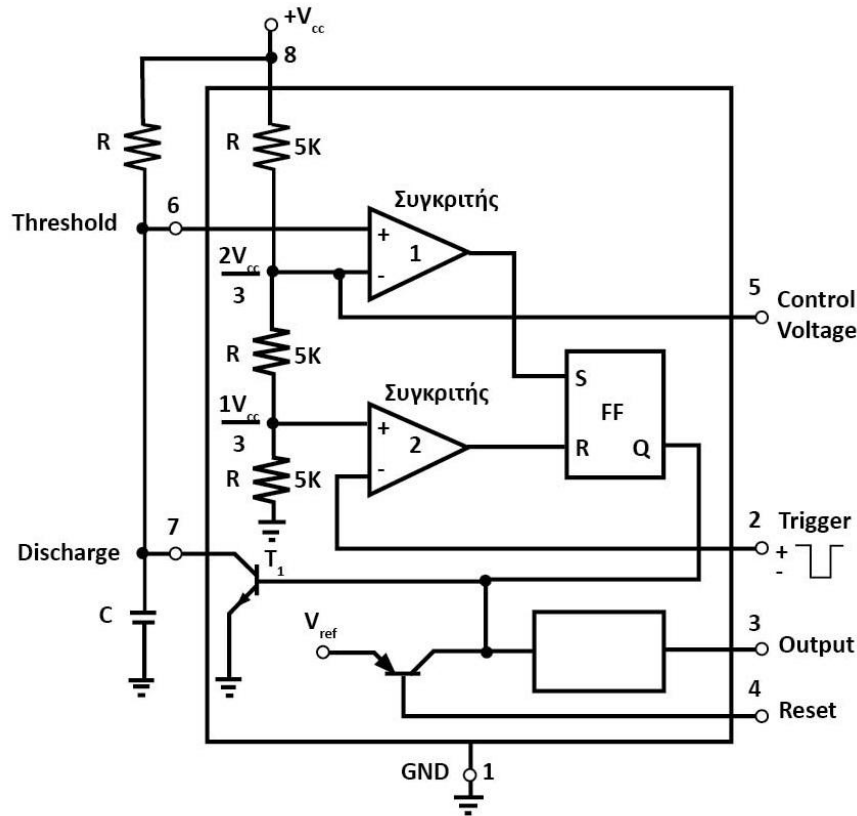 +Vcc
8
R
R
5K
Συγκριτής
Threshold
6
+
1
-
2Vcc
3
5
Control
Voltage
R
5K
Συγκριτής
S
FF
R
Q
1Vcc
3
+
2
-
R
5K
2
Trigger
+
-
7
Discharge
T1
C
Vref
3
Output
4
Reset
GND
1